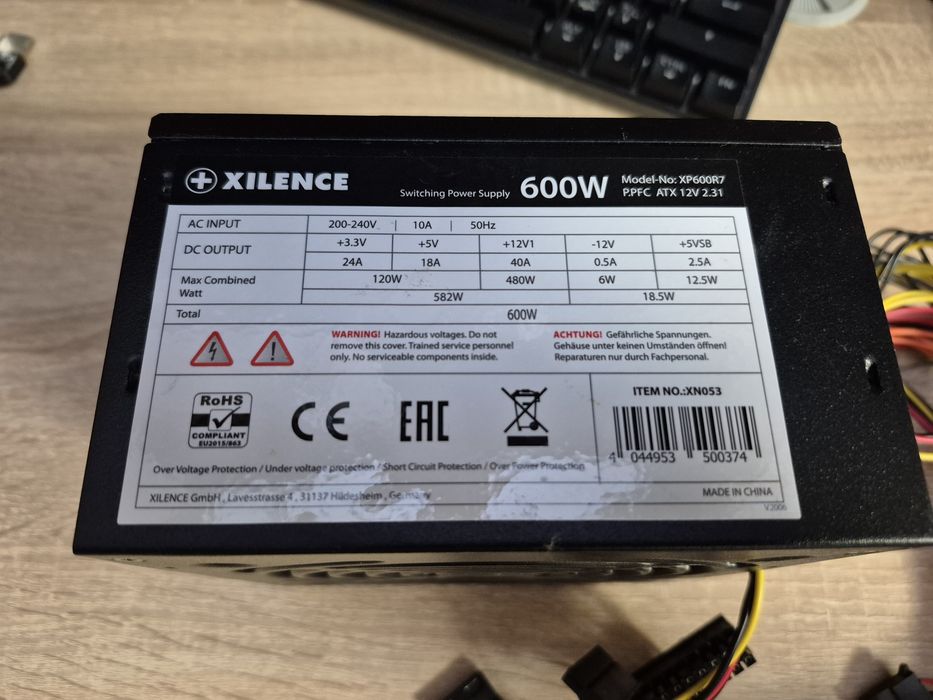 XILENCE
Switching Power Supply 600W
Model-No: XP600R7
P.PFC ATX 12V 2.31
AC INPUT 200-240V | 10A | 50Hz
DC OUTPUT +3.3V +5V +12V1 -12V +5VSB
24A 18A 40A 0.5A 2.5A
Max Combined Watt 120W 480W 6W 12.5W
582W 18.5W
Total 600W
WARNING! Hazardous voltages. Do not
remove this cover. Trained service personnel
only. No serviceable components inside.
ACHTUNG! Gefährliche Spannungen.
Gehäuse unter keinen Umständen öffnen!
Reparaturen nur durch Fachpersonal.
RoHS
COMPLIANT
EU2015/863
CE
EAC
ITEM NO.:XN053
4 044953 500374
Over Voltage Protection / Under voltage protection / Short Circuit Protection / Over Power Protection
XILENCE GmbH , Lavesstrasse 4 , 31137 Hildesheim , Germany
MADE IN CHINA
V2006